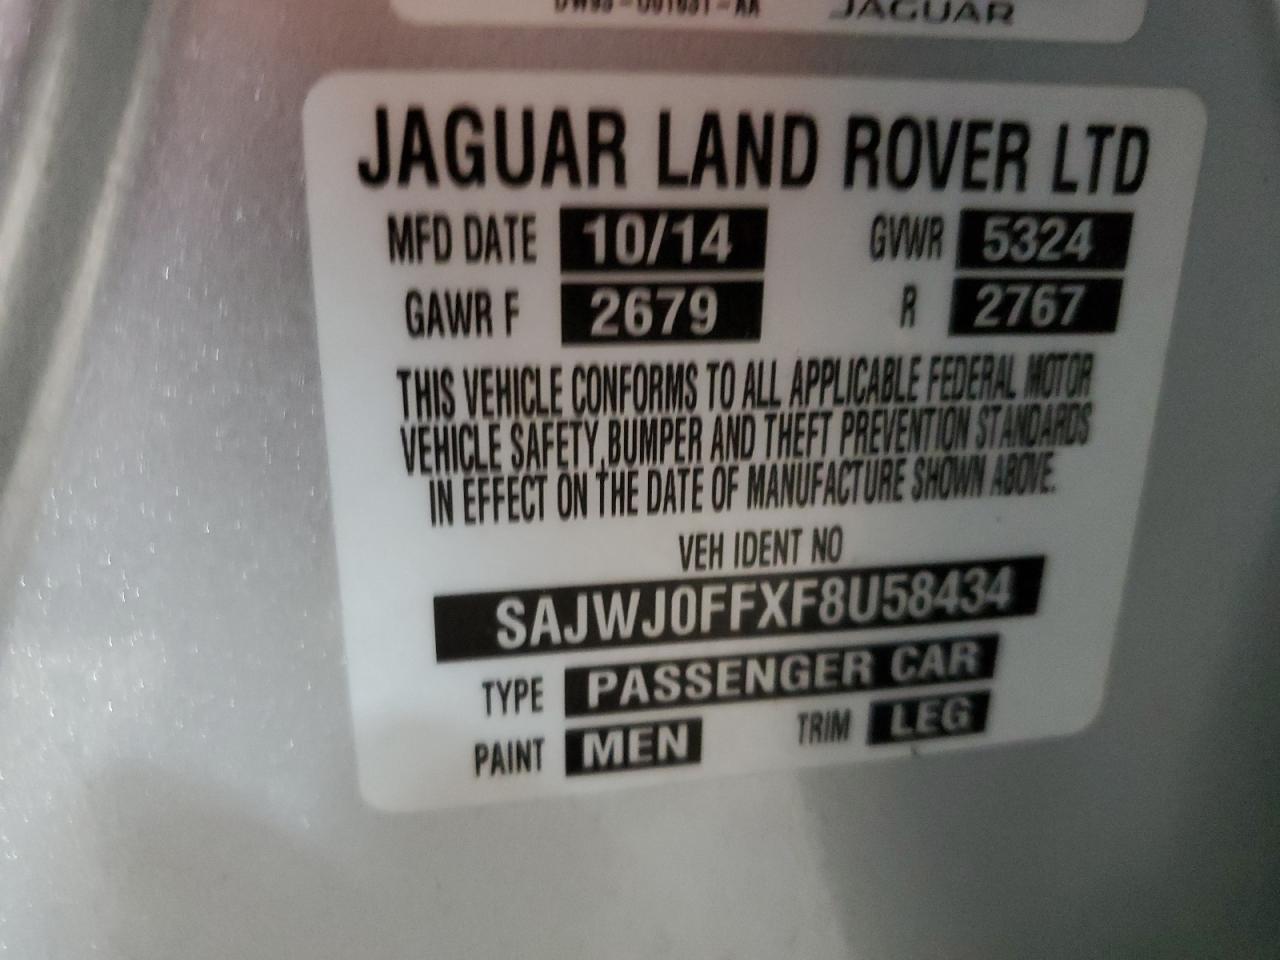 JAGUAR
JAGUAR LAND ROVER LTD
MFD DATE 10/14 GVWR 5324
GAWR F 2679 R 2767
THIS VEHICLE CONFORMS TO ALL APPLICABLE FEDERAL MOTOR
VEHICLE SAFETY,BUMPER AND THEFT PREVENTION STANDARDS
IN EFFECT ON THE DATE OF MANUFACTURE SHOWN ABOVE.
VEH IDENT NO
SAJWJ0FFXF8U58434
TYPE PASSENGER CAR
PAINT MEN TRIM LEG